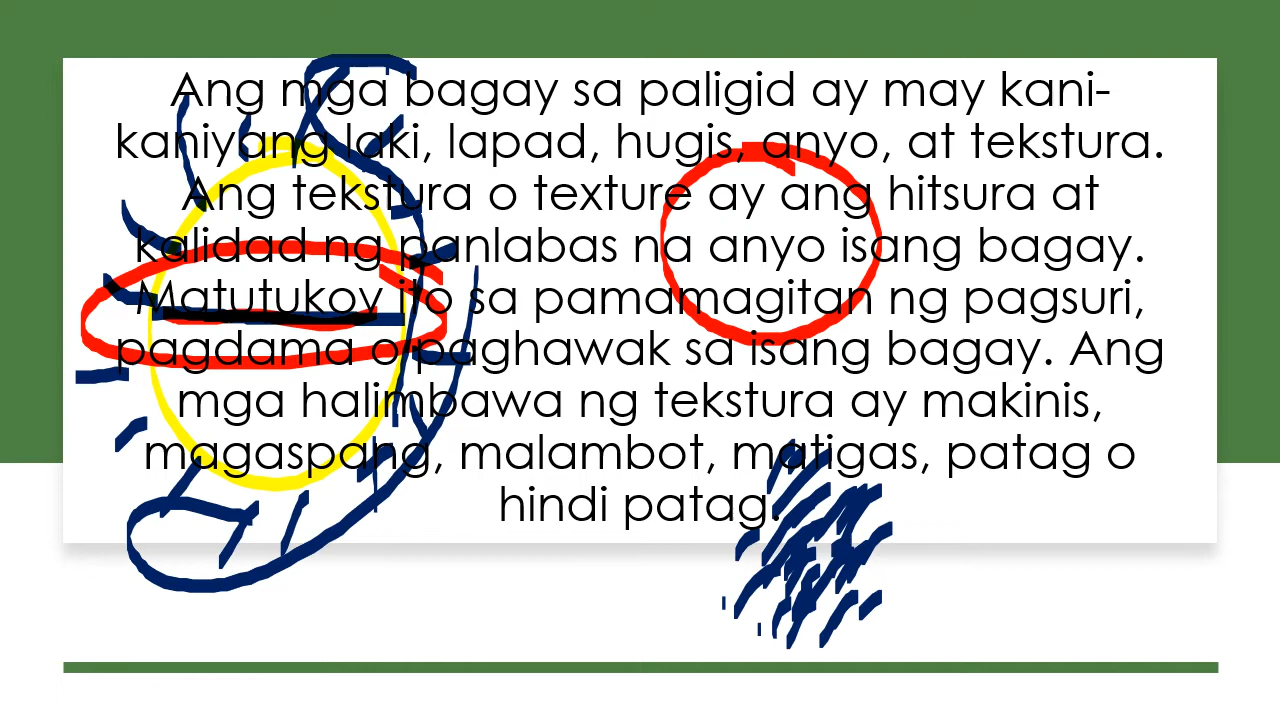 Ang mga bagay sa paligid ay may kani-
kaniyang laki, lapad, hugis, anyo, at tekstura.
Ang tekstura o texture ay ang hitsura at
kalidad ng panlabas na anyo isang bagay.
Matutukoy ito sa pamamagitan ng pagsuri,
pagdama o paghawak sa isang bagay. Ang
mga halimbawa ng tekstura ay makinis,
magaspang, malambot, matigas, patag o
hindi patag.